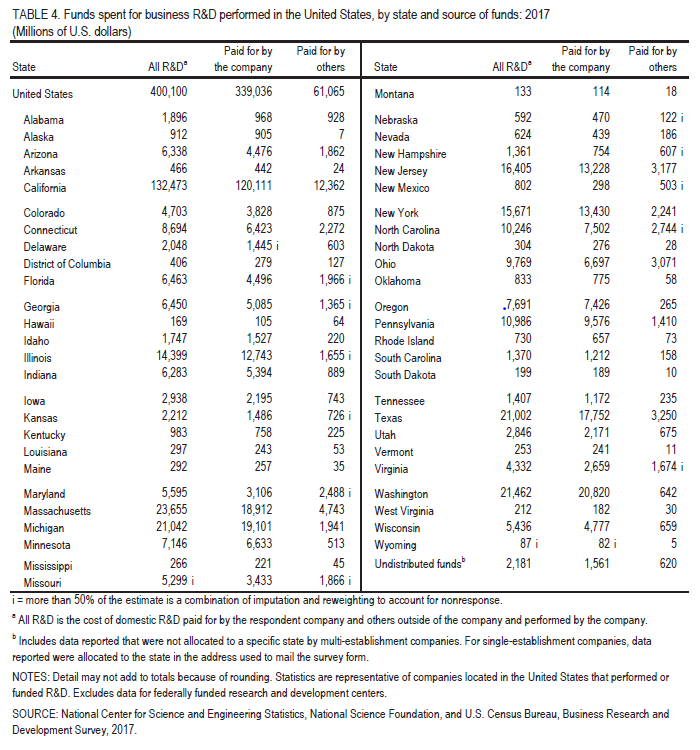 TABLE 4. Funds spent for business R&D performed in the United States, by state and source of funds: 2017
(Millions of U.S. dollars)
State All R&Dᵃ Paid for by the company Paid for by others
United States 400,100 339,036 61,065
Alabama 1,896 968 928
Alaska 912 905 7
Arizona 6,338 4,476 1,862
Arkansas 466 442 24
California 132,473 120,111 12,362
Colorado 4,703 3,828 875
Connecticut 8,694 6,423 2,272
Delaware 2,048 1,445 i 603
District of Columbia 406 279 127
Florida 6,463 4,496 1,966 i
Georgia 6,450 5,085 1,365 i
Hawaii 169 105 64
Idaho 1,747 1,527 220
Illinois 14,399 12,743 1,655 i
Indiana 6,283 5,394 889
Iowa 2,938 2,195 743
Kansas 2,212 1,486 726 i
Kentucky 983 758 225
Louisiana 297 243 53
Maine 292 257 35
Maryland 5,595 3,106 2,488 i
Massachusetts 23,655 18,912 4,743
Michigan 21,042 19,101 1,941
Minnesota 7,146 6,633 513
Mississippi 266 221 45
Missouri 5,299 i 3,433 1,866 i
State All R&Dᵃ Paid for by the company Paid for by others
Montana 133 114 18
Nebraska 592 470 122 i
Nevada 624 439 186
New Hampshire 1,361 754 607 i
New Jersey 16,405 13,228 3,177
New Mexico 802 298 503 i
New York 15,671 13,430 2,241
North Carolina 10,246 7,502 2,744 i
North Dakota 304 276 28
Ohio 9,769 6,697 3,071
Oklahoma 833 775 58
Oregon 7,691 7,426 265
Pennsylvania 10,986 9,576 1,410
Rhode Island 730 657 73
South Carolina 1,370 1,212 158
South Dakota 199 189 10
Tennessee 1,407 1,172 235
Texas 21,002 17,752 3,250
Utah 2,846 2,171 675
Vermont 253 241 11
Virginia 4,332 2,659 1,674 i
Washington 21,462 20,820 642
West Virginia 212 182 30
Wisconsin 5,436 4,777 659
Wyoming 87 i 82 i 5
Undistributed fundsᵇ 2,181 1,561 620
i = more than 50% of the estimate is a combination of imputation and reweighting to account for nonresponse.
ᵃ All R&D is the cost of domestic R&D paid for by the respondent company and others outside of the company and performed by the company.
ᵇ Includes data reported that were not allocated to a specific state by multi-establishment companies. For single-establishment companies, data
reported were allocated to the state in the address used to mail the survey form.
NOTES: Detail may not add to totals because of rounding. Statistics are representative of companies located in the United States that performed or
funded R&D. Excludes data for federally funded research and development centers.
SOURCE: National Center for Science and Engineering Statistics, National Science Foundation, and U.S. Census Bureau, Business Research and
Development Survey, 2017.